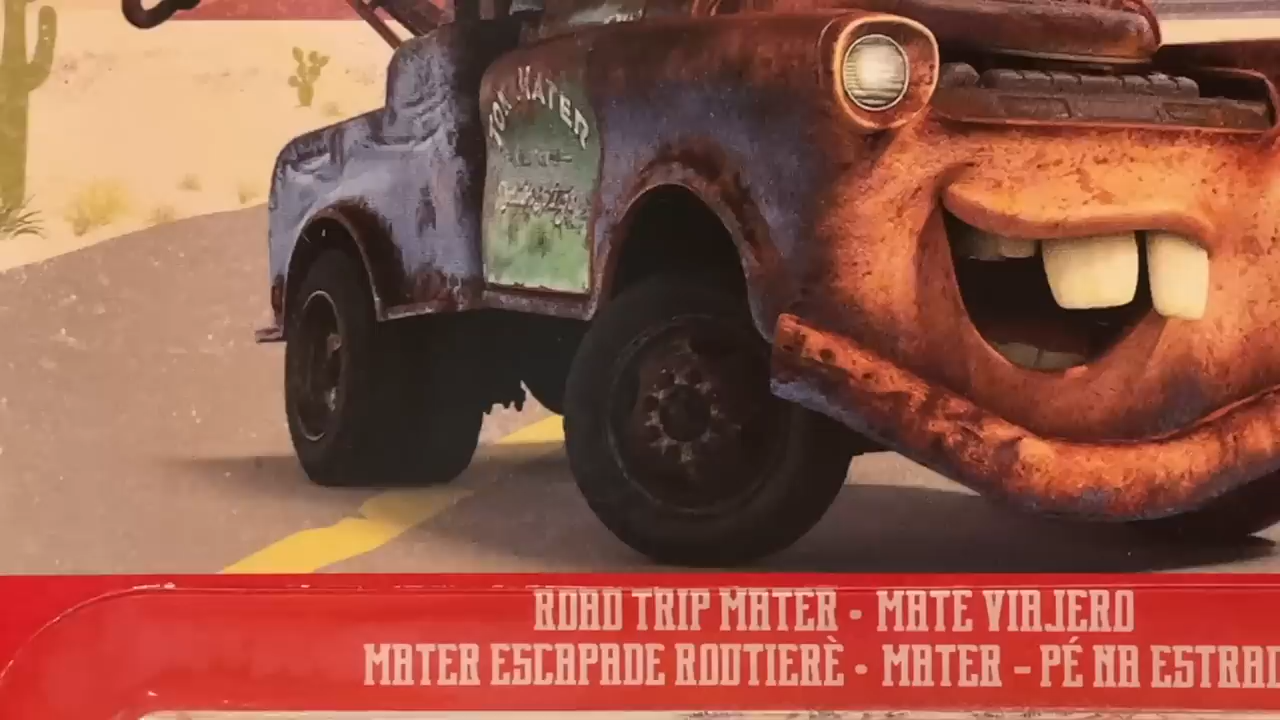 TOW MATER
ROAD TRIP MATER • MATE VIAJERO
MATER ESCAPADE ROUTIERÈ • MATER – PÉ NA ESTRAD